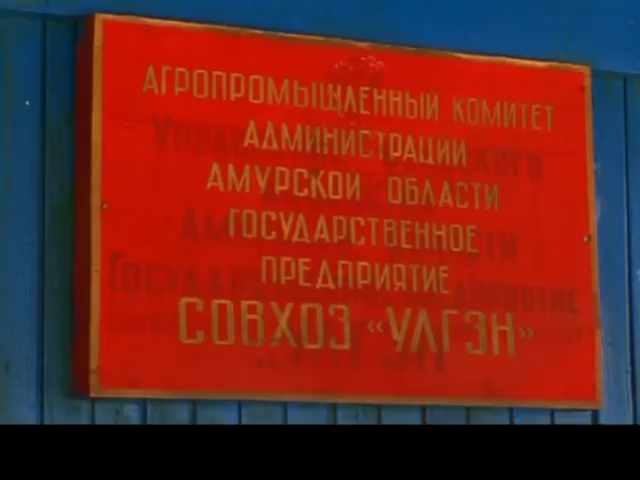 АГРОПРОМЫШЛЕННЫЙ КОМИТЕТ
АДМИНИСТРАЦИИ
АМУРСКОЙ ОБЛАСТИ
ГОСУДАРСТВЕННОЕ
ПРЕДПРИЯТИЕ
СОВХОЗ «УЛГЭН»